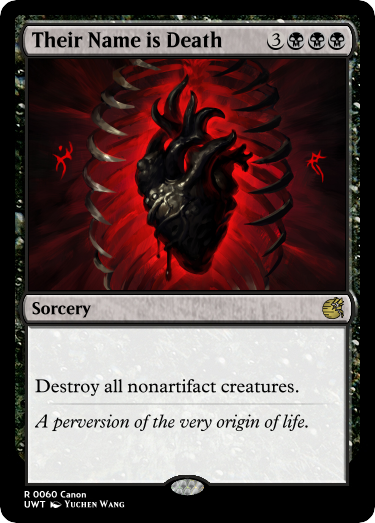 Their Name is Death 3
Sorcery
Destroy all nonartifact creatures.
A perversion of the very origin of life.
R 0060 Canon
UWT Yuchen Wang